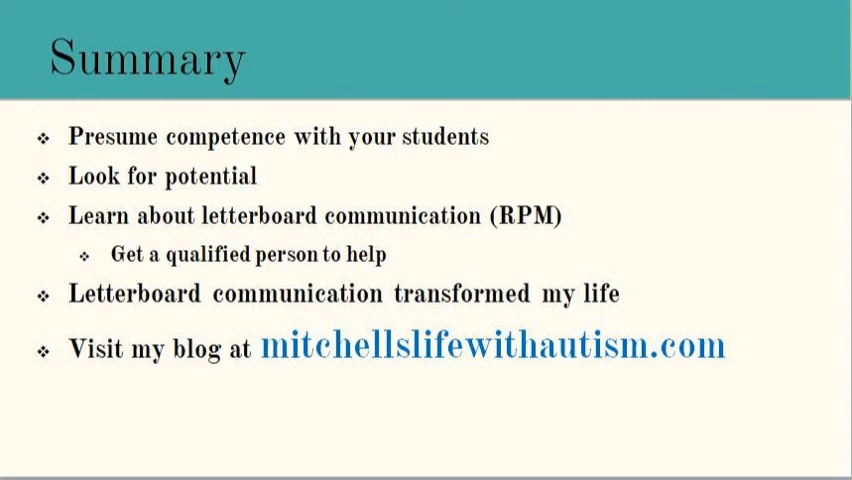 Summary
❖ Presume competence with your students
❖ Look for potential
❖ Learn about letterboard communication (RPM)
❖ Get a qualified person to help
❖ Letterboard communication transformed my life
❖ Visit my blog at mitchellslifewithautism.com